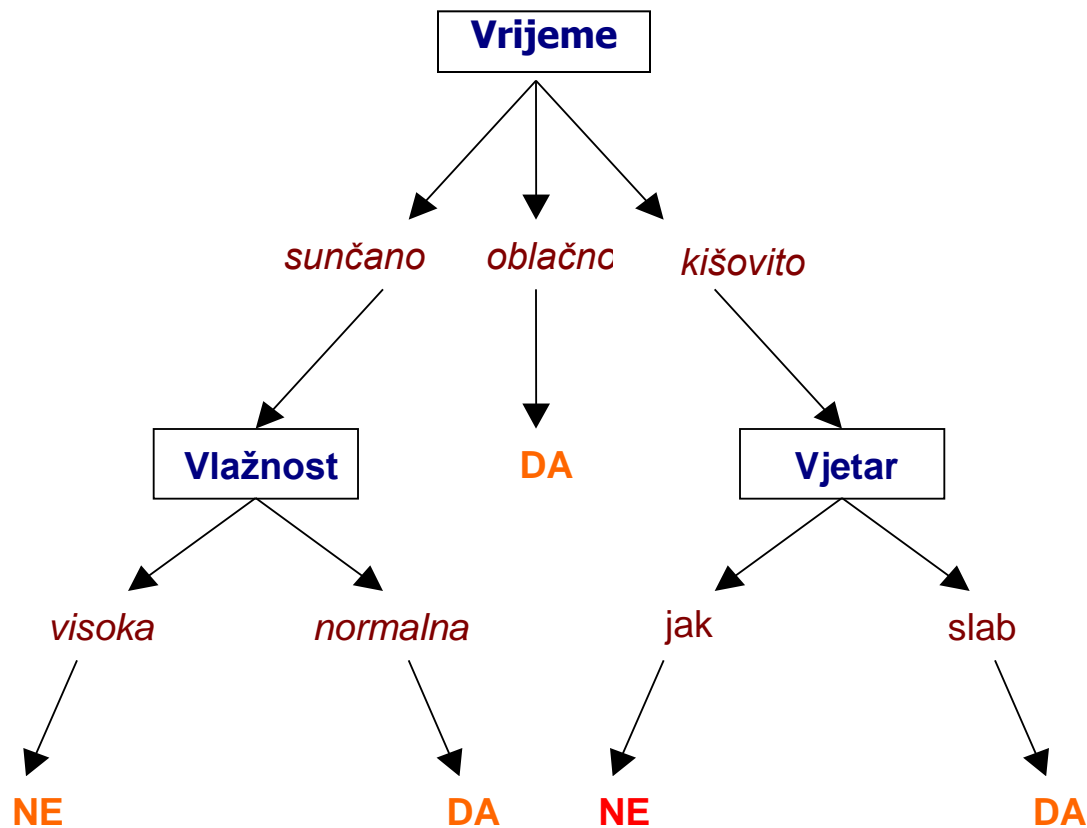 Vrijeme
sunčano oblačno kišovito
Vlažnost DA Vjetar
visoka normalna jak slab
NE DA NE DA